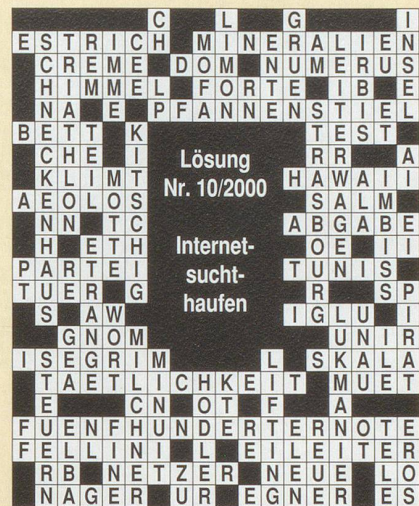 C L G I
ESTRICH MINERALIEN
CREME DOM NUMERUS
HIMMEL FORTE IB E
NA E PFANNENSTIEL
BETT K TEST
CHE I RR A
KLIMT HAWAII
AEOLOS SALM
NN TC ABGABE
H ETH OE II
PARTEI TUNIS
TUER G R SP
S AW IGLU I
GNOM UNIR
ISEGRIM L SKALA
TAETLICHKEIT MUET
E CN OT F A
FUENFHUNDERTERNOTE
FELLINI L EILEITER
RB NETZER NEUE LO
NAGER UR EGNER ES
Lösung
Nr. 10/2000
Internet-
sucht-
haufen